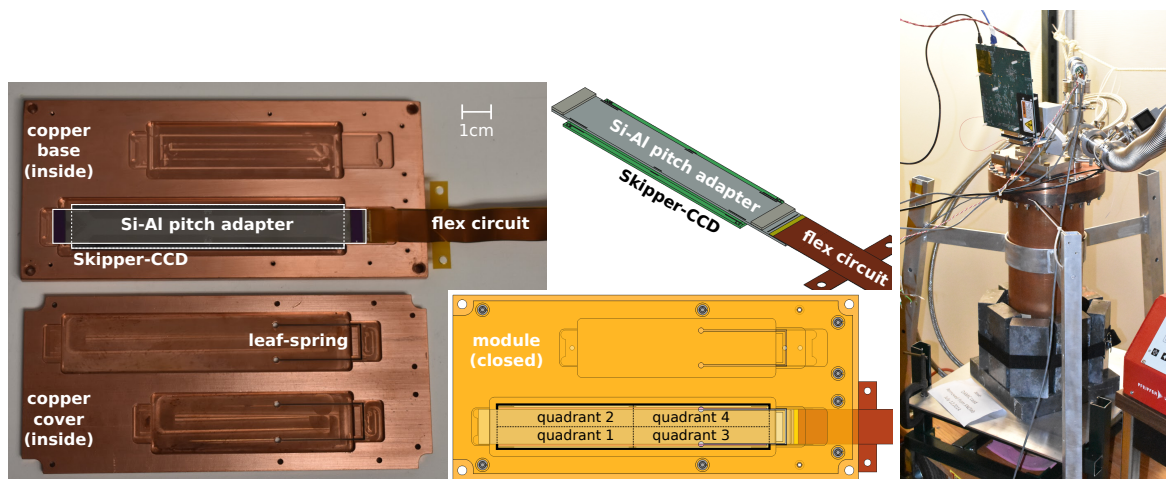 copper
base
(inside)
1cm
Si-Al pitch adapter
flex circuit
Skipper-CCD
leaf-spring
copper
cover
(inside)
Si-Al pitch adapter
Skipper-CCD
flex circuit
module
(closed)
quadrant 2
quadrant 4
quadrant 1
quadrant 3